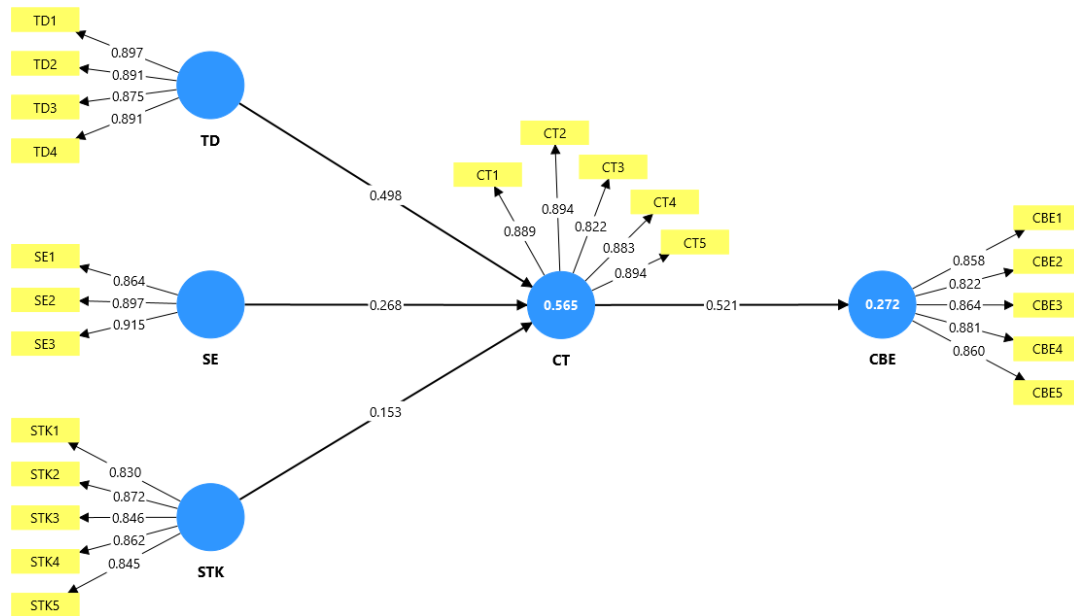 TD1
TD2
TD3
TD4
0.897
0.891
0.875
0.891
TD
0.498
SE1
SE2
SE3
0.864
0.897
0.915
SE
0.268
STK1
STK2
STK3
STK4
STK5
0.830
0.872
0.846
0.862
0.845
STK
0.153
CT1
CT2
CT3
CT4
CT5
0.889
0.894
0.822
0.883
0.894
0.565
CT
0.521
0.272
CBE
0.858
0.822
0.864
0.881
0.860
CBE1
CBE2
CBE3
CBE4
CBE5